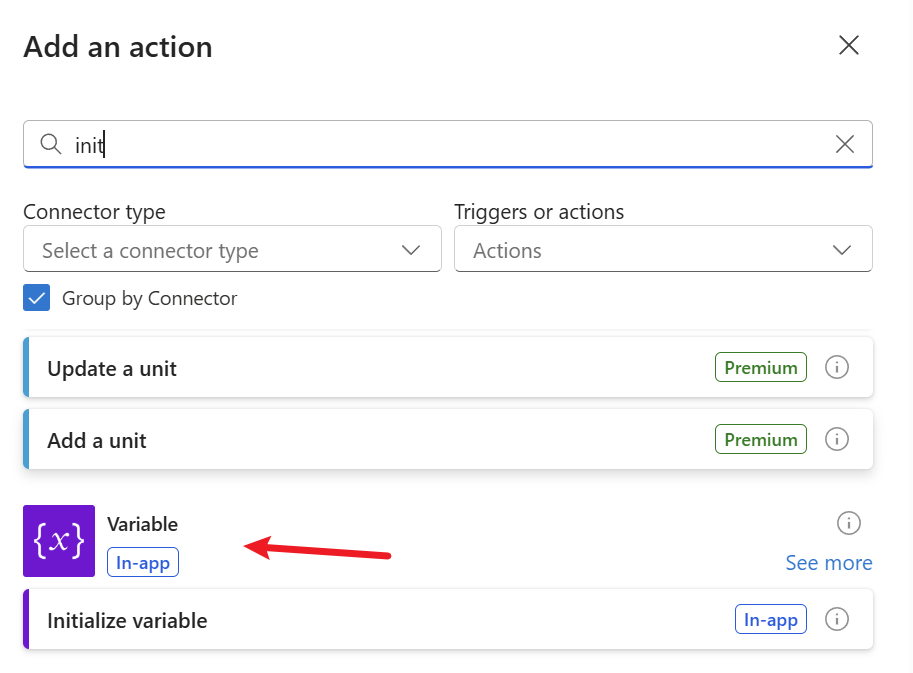 Add an action
init
Connector type
Triggers or actions
Select a connector type
Actions
Group by Connector
Update a unit
Premium
Add a unit
Premium
{x}
Variable
In-app
See more
Initialize variable
In-app